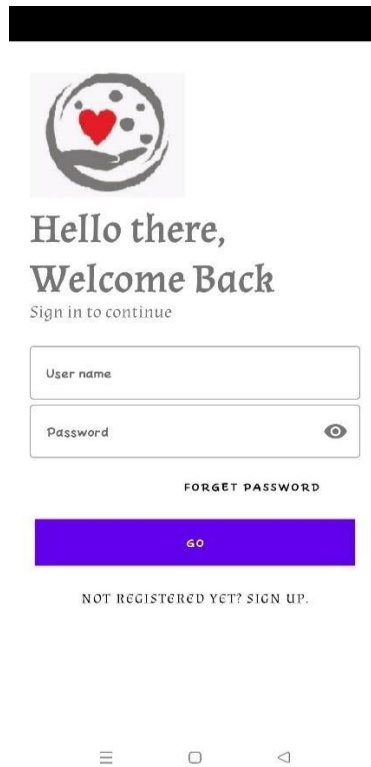 Hello there,
Welcome Back
Sign in to continue
User name
Password
FORGET PASSWORD
GO
NOT REGISTERED YET? SIGN UP.